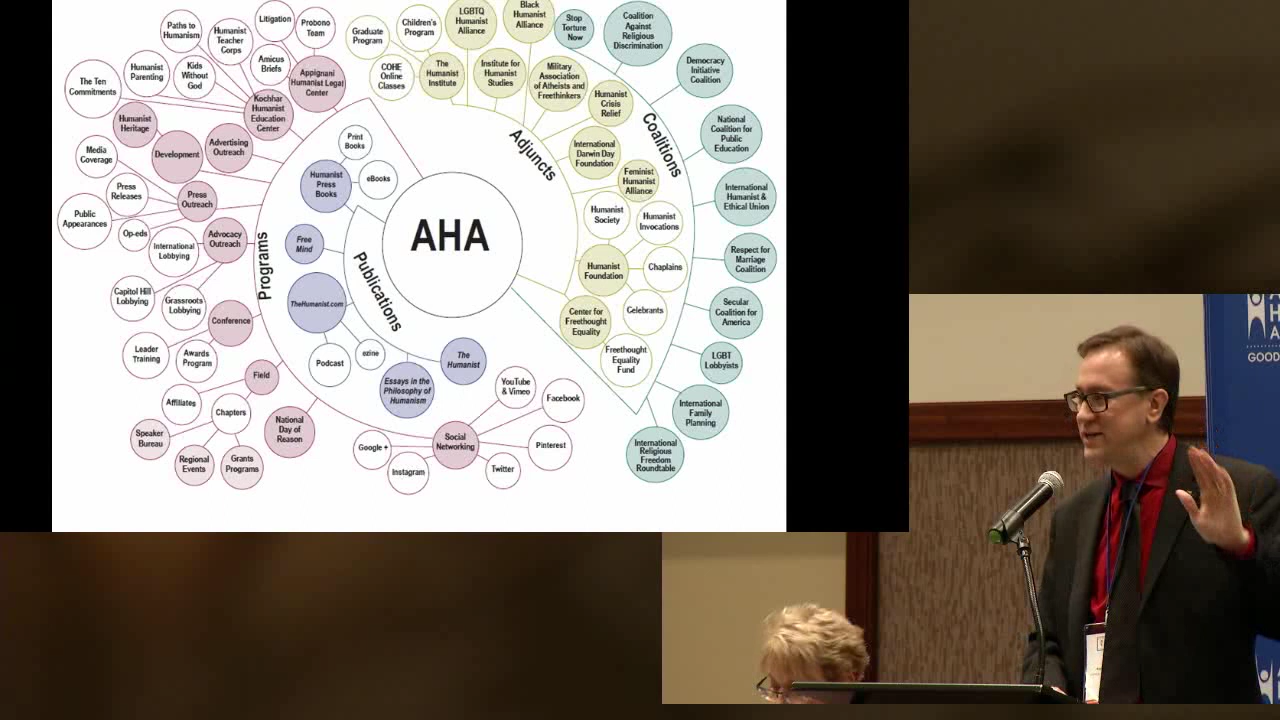 AHA
Programs
Publications
Adjuncts
Coalitions
Litigation
Probono
Team
Paths to
Humanism
Humanist
Teacher
Corps
Amicus
Briefs
Appignani
Humanist Legal
Center
Humanist
Parenting
Kids
Without
God
The Ten
Commitments
Kochhar
Humanist
Education
Center
Humanist
Heritage
Development
Advertising
Outreach
Media
Coverage
Press
Releases
Press
Outreach
Public
Appearances
Op-eds
International
Lobbying
Advocacy
Outreach
Capitol Hill
Lobbying
Grassroots
Lobbying
Conference
Leader
Training
Awards
Program
Field
Affiliates
Chapters
Speaker
Bureau
Regional
Events
Grants
Programs
National
Day of
Reason
Google +
Instagram
Social
Networking
Twitter
Pinterest
Facebook
YouTube
& Vimeo
Print
Books
eBooks
Humanist
Press
Books
Free
Mind
TheHumanist.com
Podcast
ezine
Essays in the
Philosophy of
Humanism
The
Humanist
Graduate
Program
Children's
Program
COHE
Online
Classes
The
Humanist
Institute
LGBTQ
Humanist
Alliance
Institute for
Humanist
Studies
Black
Humanist
Alliance
Military
Association
of Atheists and
Freethinkers
Humanist
Crisis
Relief
International
Darwin Day
Foundation
Feminist
Humanist
Alliance
Humanist
Society
Humanist
Invocations
Humanist
Foundation
Chaplains
Celebrants
Center for
Freethought
Equality
Freethought
Equality
Fund
Stop
Torture
Now
Coalition
Against
Religious
Discrimination
Democracy
Initiative
Coalition
National
Coalition for
Public
Education
International
Humanist &
Ethical Union
Respect for
Marriage
Coalition
Secular
Coalition for
America
LGBT
Lobbyists
International
Family
Planning
International
Religious
Freedom
Roundtable
GOOD